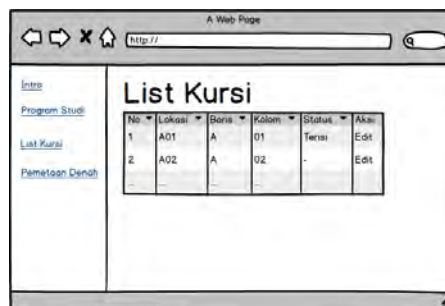 A Web Page
http://
Intro
Program Studi
List Kursi
Pemetaan Denah
List Kursi
No Lokasi Baris Kolom Status Aksi
1 A01 A 01 Terisi Edit
2 A02 A 02 - Edit
... ... ... ...